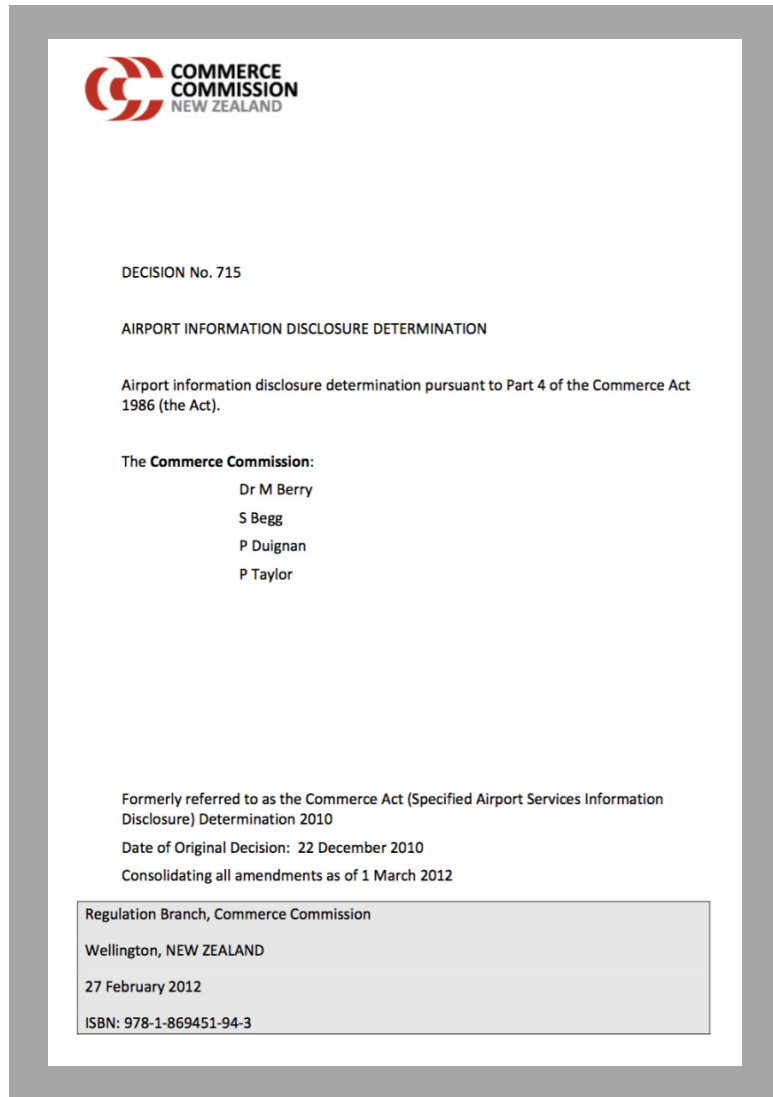 COMMERCE
COMMISSION
NEW ZEALAND
DECISION No. 715
AIRPORT INFORMATION DISCLOSURE DETERMINATION
Airport information disclosure determination pursuant to Part 4 of the Commerce Act
1986 (the Act).
The Commerce Commission:
Dr M Berry
S Begg
P Duignan
P Taylor
Formerly referred to as the Commerce Act (Specified Airport Services Information
Disclosure) Determination 2010
Date of Original Decision: 22 December 2010
Consolidating all amendments as of 1 March 2012
Regulation Branch, Commerce Commission
Wellington, NEW ZEALAND
27 February 2012
ISBN: 978-1-869451-94-3